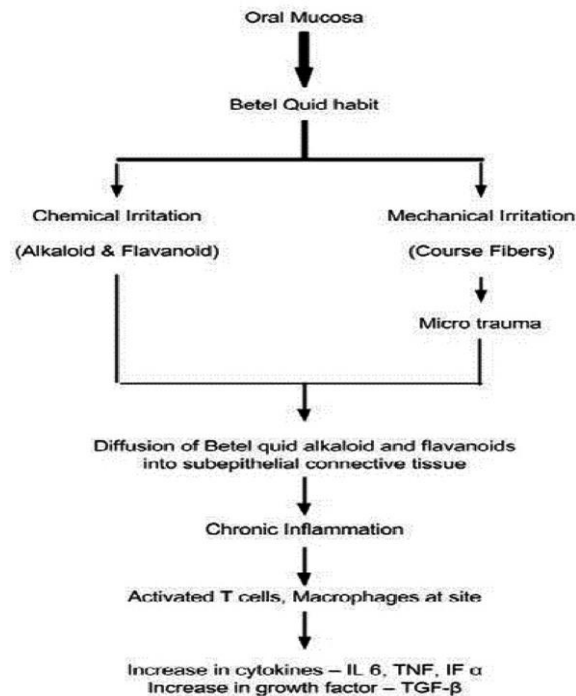 Oral Mucosa
Betel Quid habit
Chemical Irritation
(Alkaloid & Flavanoid)
Mechanical Irritation
(Course Fibers)
Micro trauma
Diffusion of Betel quid alkaloid and flavanoids
into subepithelial connective tissue
Chronic Inflammation
Activated T cells, Macrophages at site
Increase in cytokines – IL 6, TNF, IF α
Increase in growth factor – TGF-β